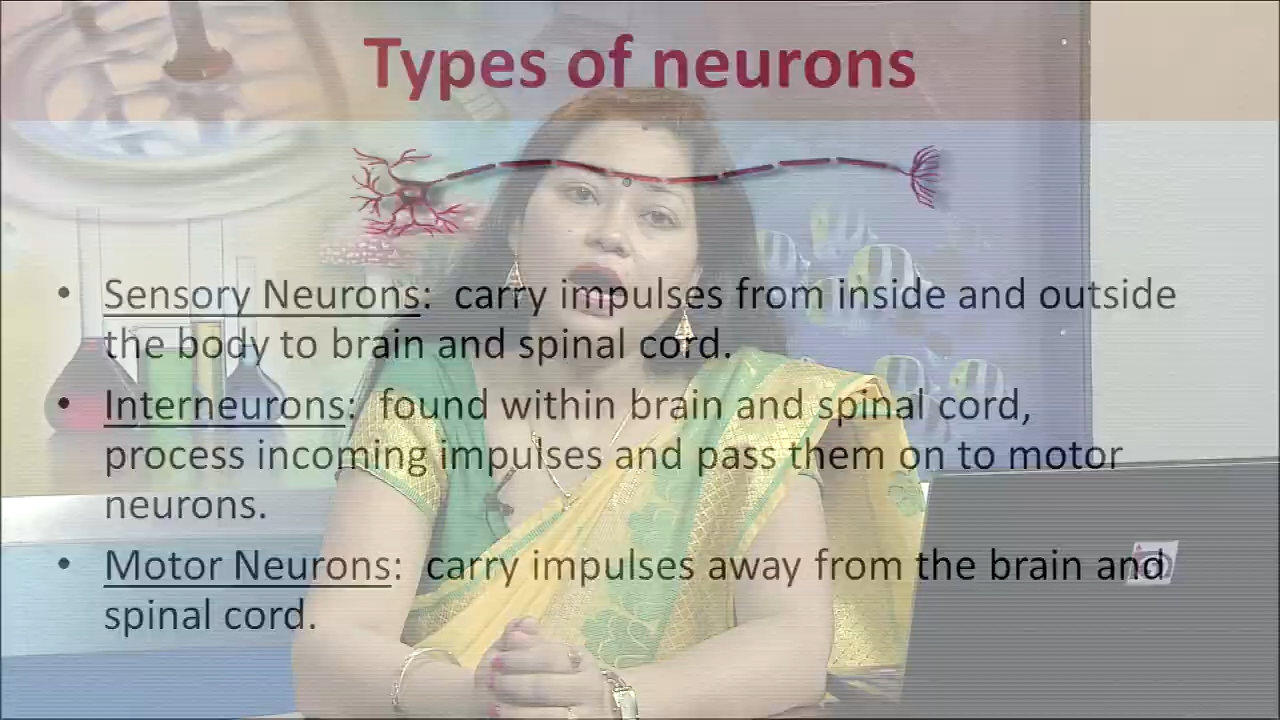 Types of neurons
• Sensory Neurons: carry impulses from inside and outside
the body to brain and spinal cord.
• Interneurons: found within brain and spinal cord,
process incoming impulses and pass them on to motor
neurons.
• Motor Neurons: carry impulses away from the brain and
spinal cord.